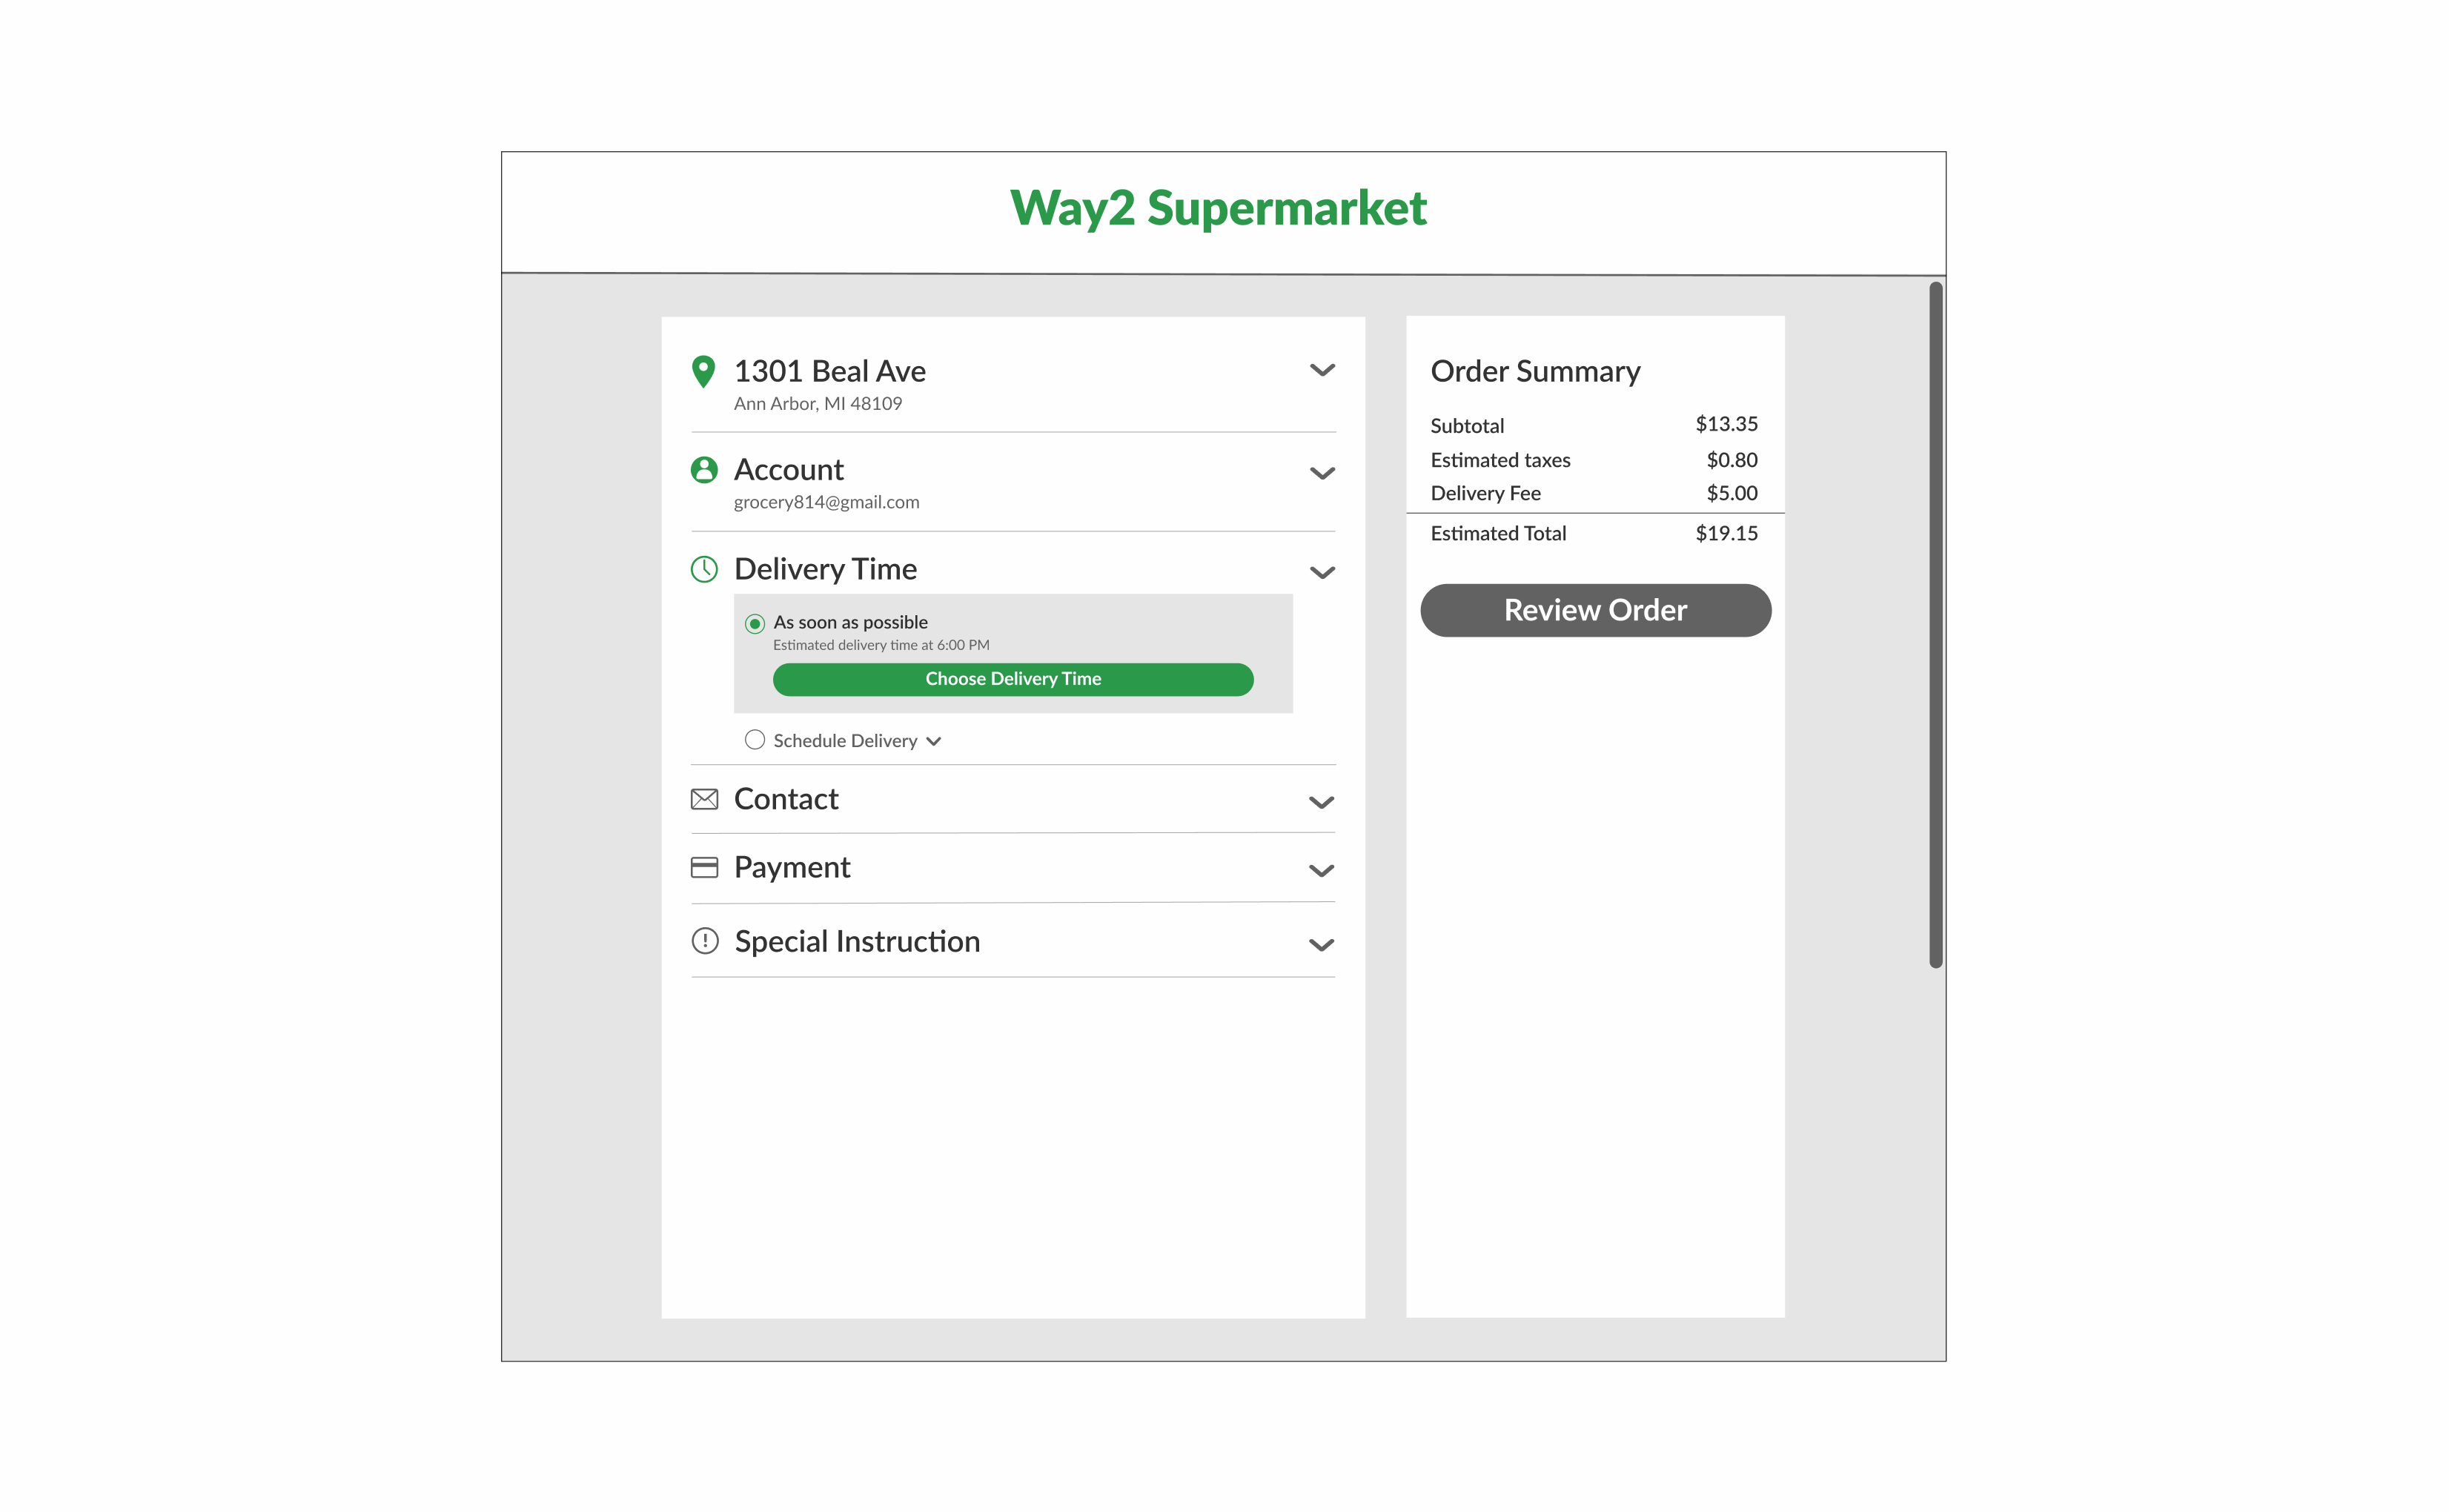 Way2 Supermarket
1301 Beal Ave
Ann Arbor, MI 48109
Account
grocery814@gmail.com
Delivery Time
As soon as possible
Estimated delivery time at 6:00 PM
Choose Delivery Time
Schedule Delivery
Contact
Payment
Special Instruction
Order Summary
Subtotal $13.35
Estimated taxes $0.80
Delivery Fee $5.00
Estimated Total $19.15
Review Order